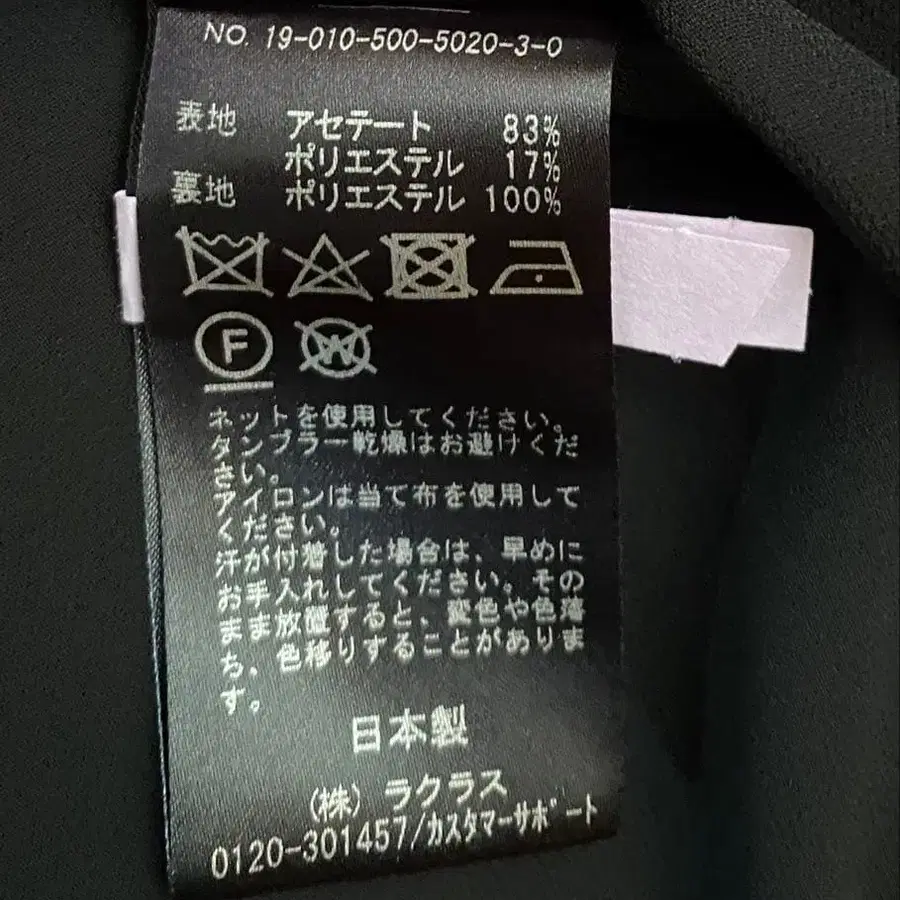 NO. 19-010-500-5020-3-0
表地 アセテート 83%
ポリエステル 17%
裏地 ポリエステル 100%
F W
ネットを使用してください。
タンブラー乾燥はお避けくだ
さい。
アイロンは当て布を使用して
ください。
汗が付着した場合は、早めに
お手入れしてください。その
まま放置すると、変色や色落
ち、色移りすることがありま
す。
日本製
(株) ラクラス
0120-301457/カスタマーサポート